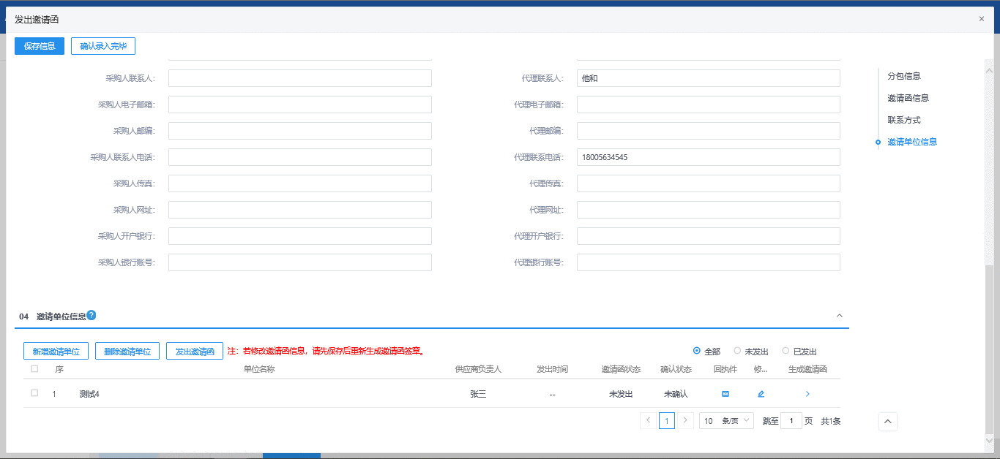 发出邀请函
保存信息 确认录入完毕
采购人联系人: 代理联系人: 他和
采购人电子邮箱: 代理电子邮箱:
采购人邮编: 代理邮编:
采购人联系人电话: 代理联系电话: 18005634545
采购人传真: 代理传真:
采购人网址: 代理网址:
采购人开户银行: 代理开户银行:
采购人银行账号: 代理银行账号:
分包信息
邀请函信息
联系方式
邀请单位信息
04 邀请单位信息?
新增邀请单位 删除邀请单位 发出邀请函 注：若修改邀请函信息，请先保存后重新生成邀请函签章。 全部 未发出 已发出
序 单位名称 供应商负责人 发出时间 邀请函状态 确认状态 回执件 修... 生成邀请函
1 测试4 张三 -- 未发出 未确认
1 10 条/页 跳至 1 页 共1条